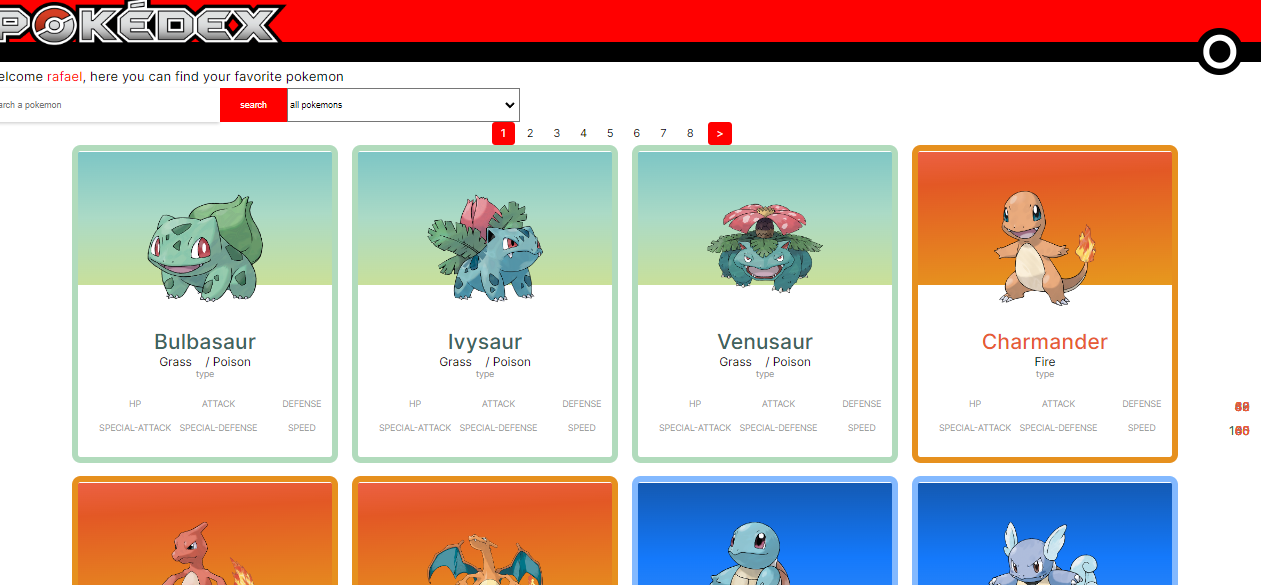 POKÉDEX
elcome rafael, here you can find your favorite pokemon
arch a pokemon search all pokemons
1 2 3 4 5 6 7 8 >
Bulbasaur Ivysaur Venusaur Charmander
Grass / Poison Grass / Poison Grass / Poison Fire
type type type type
HP ATTACK DEFENSE HP ATTACK DEFENSE HP ATTACK DEFENSE HP ATTACK DEFENSE
SPECIAL-ATTACK SPECIAL-DEFENSE SPEED SPECIAL-ATTACK SPECIAL-DEFENSE SPEED SPECIAL-ATTACK SPECIAL-DEFENSE SPEED SPECIAL-ATTACK SPECIAL-DEFENSE SPEED